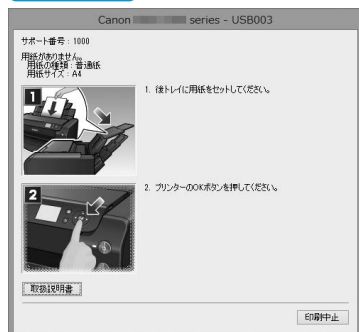 Canon series - USB003
サポート番号 : 1000
用紙がありません。
用紙の種類 : 普通紙
用紙サイズ : A4
1
1. 後トレイに用紙をセットしてください。
2
2. プリンターのOKボタンを押してください。
取扱説明書
印刷中止